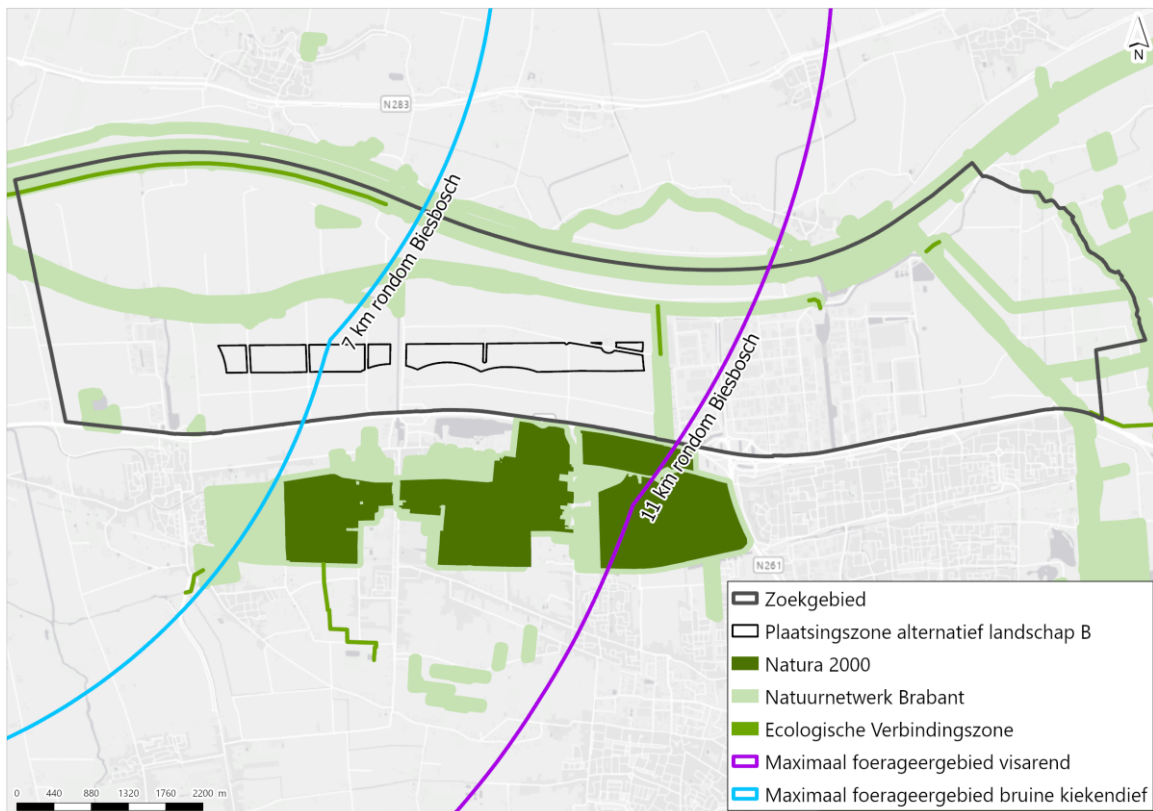 N
N283
7 km rondom Biesbosch
11 km rondom Biesbosch
N261
Zoekgebied
Plaatsingszone alternatief landschap B
Natura 2000
Natuurnetwerk Brabant
Ecologische Verbindingszone
Maximaal foerageergebied visarend
Maximaal foerageergebied bruine kiekendief
0 440 880 1320 1760 2200 m